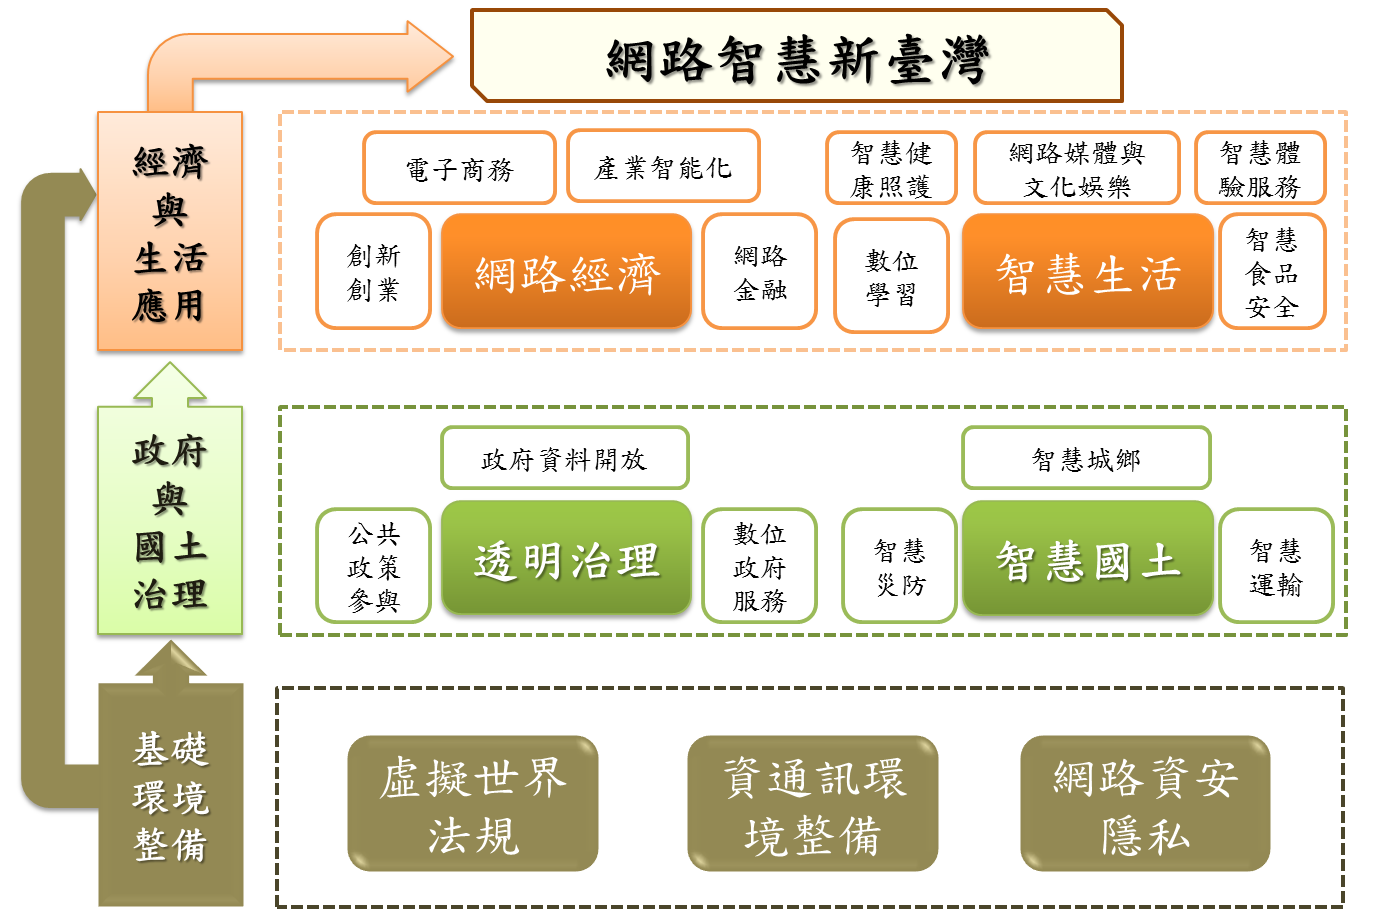 網路智慧新臺灣
經濟
與
生活
應用
電子商務
產業智能化
創新
創業
網路經濟
網路
金融
智慧健
康照護
網路媒體與
文化娛樂
智慧體
驗服務
數位
學習
智慧生活
智慧
食品
安全
政府
與
國土
治理
政府資料開放
公共
政策
參與
透明治理
數位
政府
服務
智慧城鄉
智慧
災防
智慧國土
智慧
運輸
基礎
環境
整備
虛擬世界
法規
資通訊環
境整備
網路資安
隱私